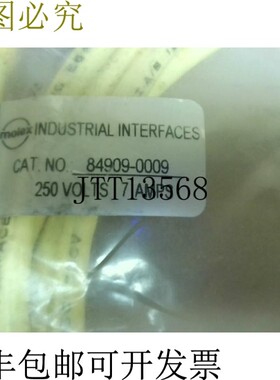 图必究
molex INDUSTRIAL INTERFACES
CAT. NO. 84909-0009
250 VOLTS 7 AMPS
JTT13568
丰包邮可开发票